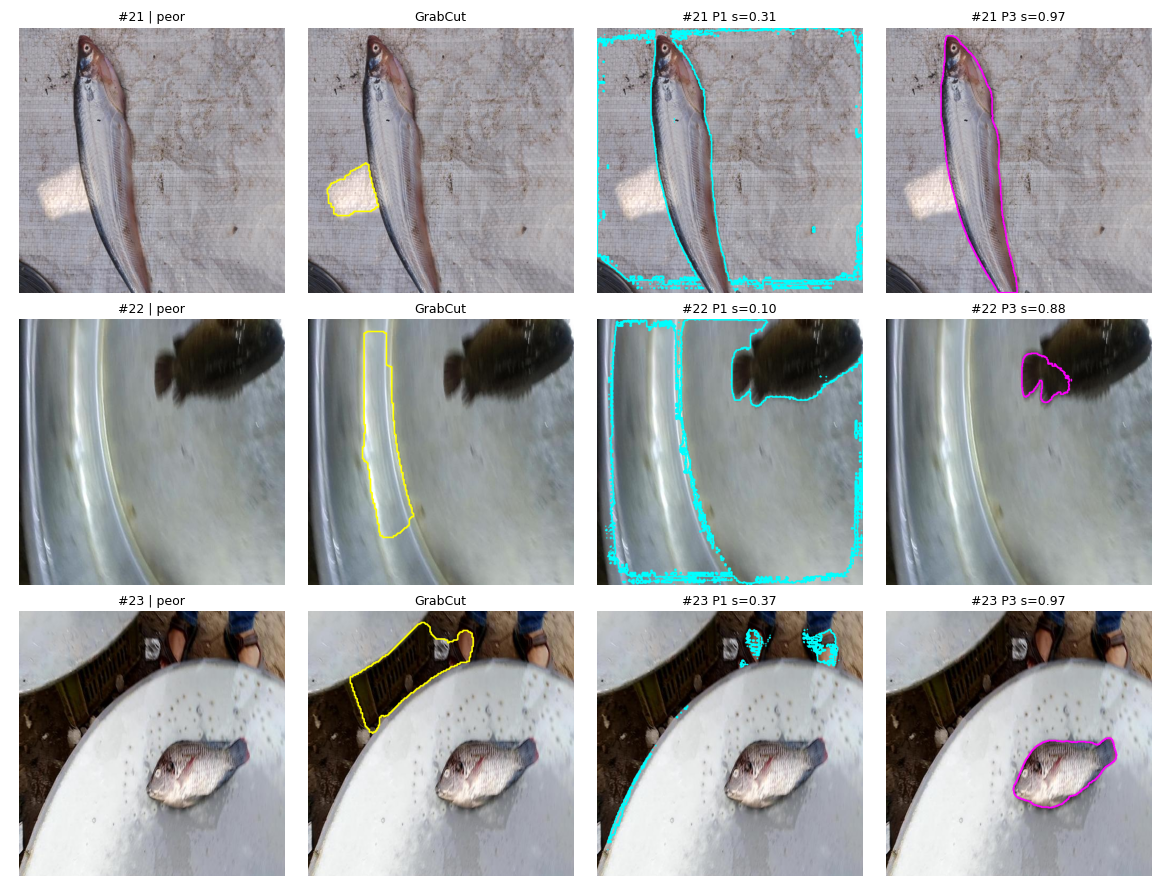 #21 | peor
GrabCut
#21 P1 s=0.31
#21 P3 s=0.97
#22 | peor
GrabCut
#22 P1 s=0.10
#22 P3 s=0.88
#23 | peor
GrabCut
#23 P1 s=0.37
#23 P3 s=0.97